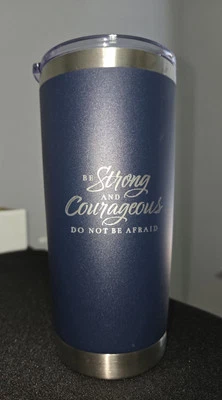 BE Strong
AND
Courageous
DO NOT BE AFRAID